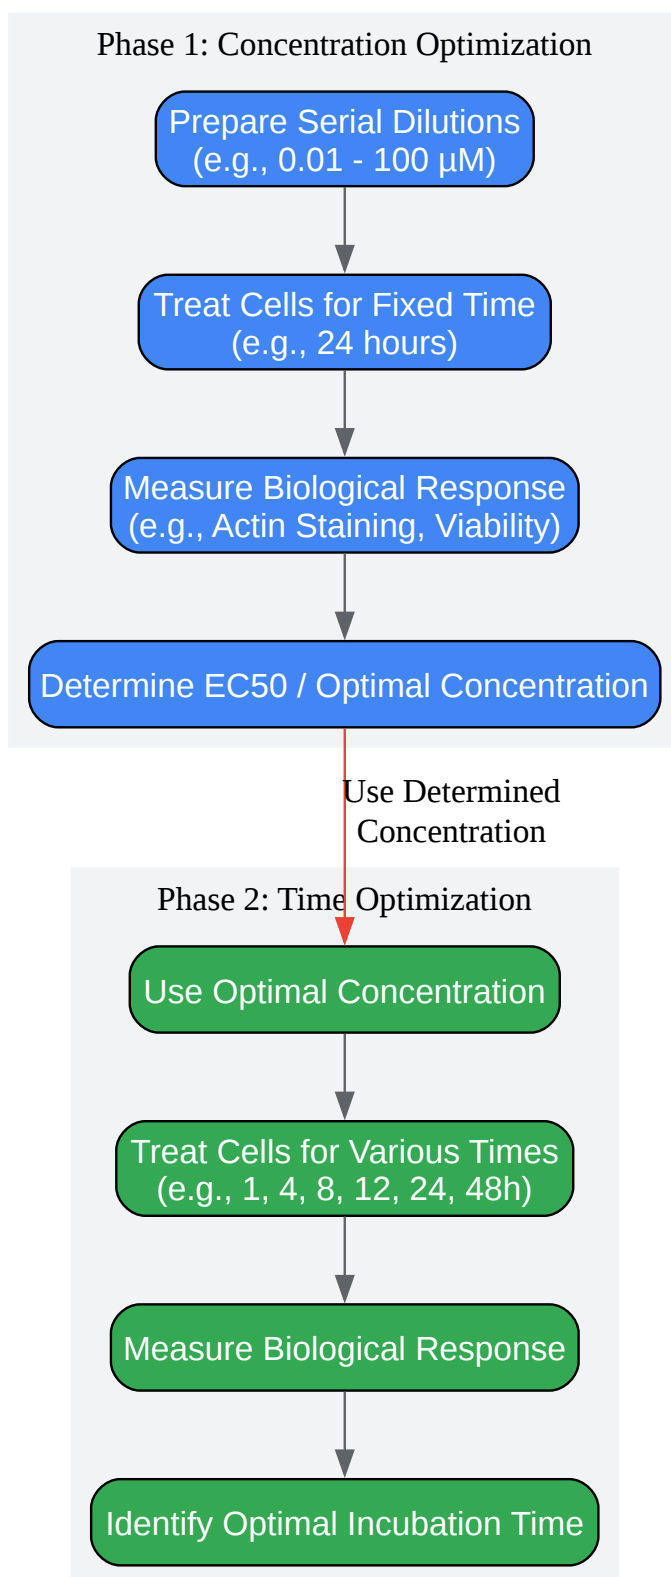 Phase 1: Concentration Optimization
Prepare Serial Dilutions
(e.g., 0.01 - 100 µM)
Treat Cells for Fixed Time
(e.g., 24 hours)
Measure Biological Response
(e.g., Actin Staining, Viability)
Determine EC50 / Optimal Concentration
Use Determined
Concentration
Phase 2: Time Optimization
Use Optimal Concentration
Treat Cells for Various Times
(e.g., 1, 4, 8, 12, 24, 48h)
Measure Biological Response
Identify Optimal Incubation Time